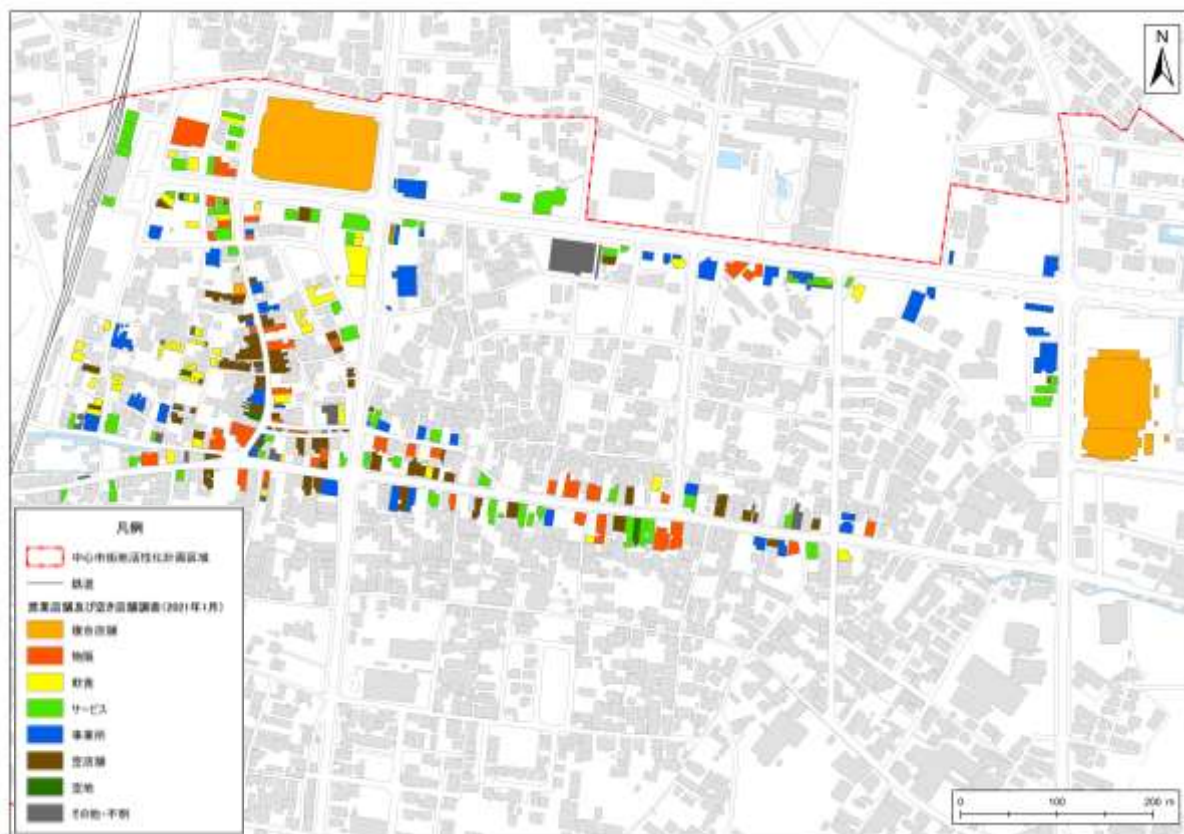 N
凡例
中心市街地活性化計画区域
鉄道
営業店舗及び空き店舗調査(2021年1月)
複合店舗
物販
飲食
サービス
事業所
空店舗
空地
その他・不明
0 100 200 m